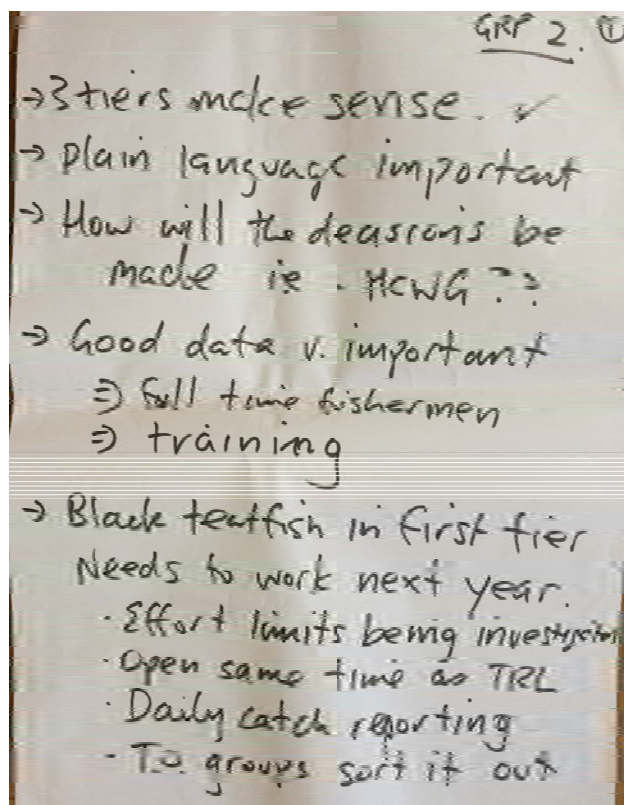 GRP 2. ①
→ 3 tiers make sense. ✓
→ Plain language important
→ How will the decasions be
made ie. HCWG ??
→ Good data v. important
⇒ full time fishermen
⇒ training
→ Black teatfish in first tier
Needs to work next year.
· Effort limits being investigated
· Open same time as TRL
· Daily catch reporting
· T.O. groups sort it out